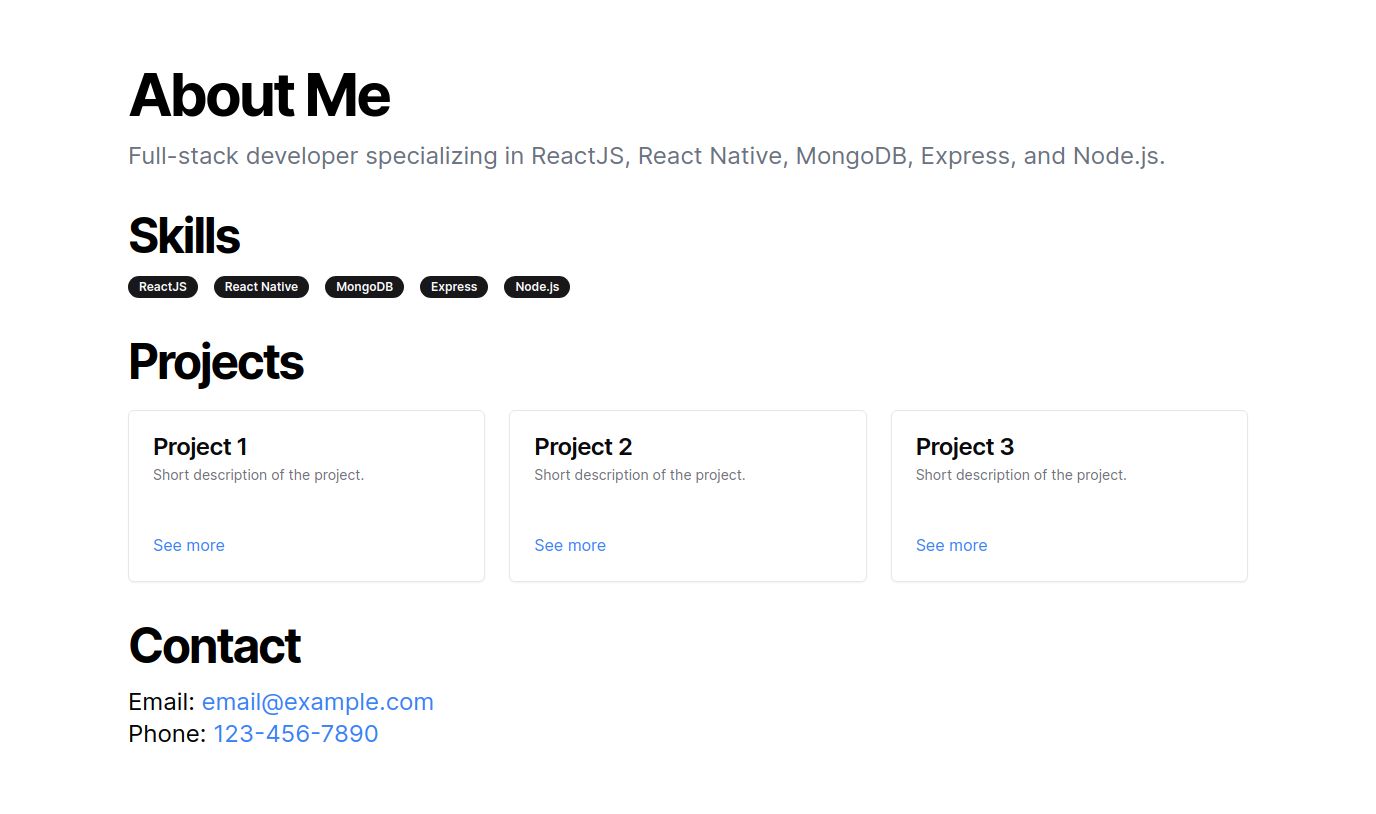 About Me
Full-stack developer specializing in ReactJS, React Native, MongoDB, Express, and Node.js.
Skills
ReactJS React Native MongoDB Express Node.js
Projects
Project 1
Short description of the project.
See more
Project 2
Short description of the project.
See more
Project 3
Short description of the project.
See more
Contact
Email: email@example.com
Phone: 123-456-7890